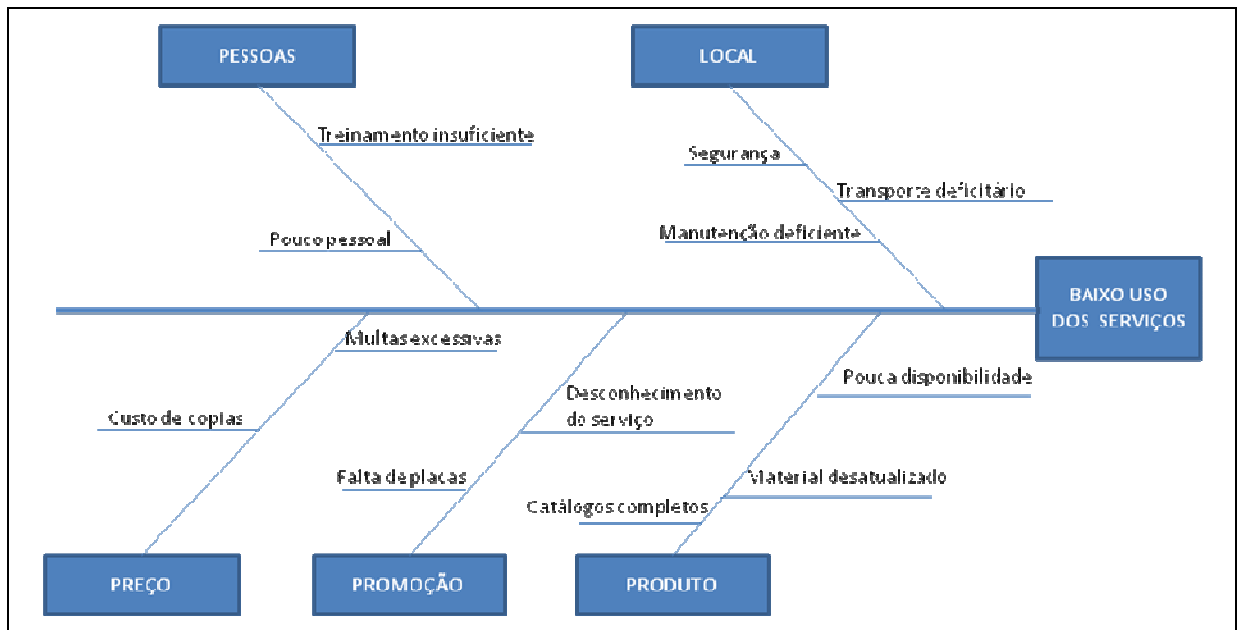 PESSOAS
LOCAL
Treinamento insuficiente
Segurança
Transporte deficitário
Pouco pessoal
Manutenção deficiente
BAIXO USO
DOS SERVIÇOS
Multas excessivas
Pouca disponibilidade
Desconhecimento
do serviço
Custo de copias
Falta de placas
Material desatualizado
Catálogos completos
PREÇO
PROMOÇÃO
PRODUTO